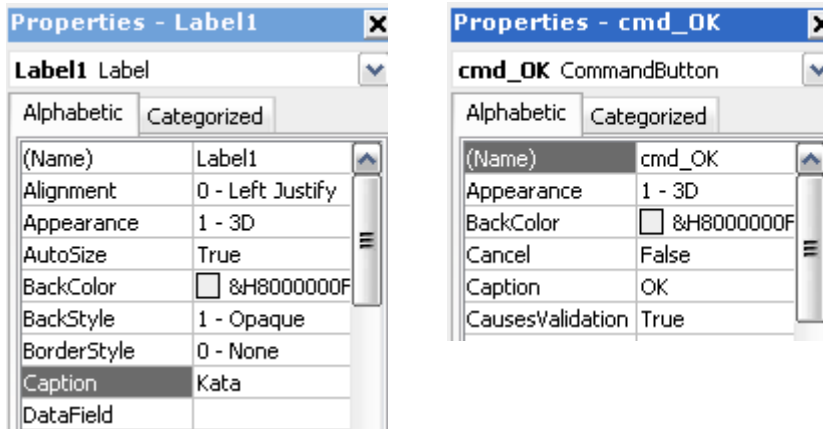 Properties - Label1
Label1 Label
Alphabetic Categorized
(Name) Label1
Alignment 0 - Left Justify
Appearance 1 - 3D
AutoSize True
BackColor &H8000000F
BackStyle 1 - Opaque
BorderStyle 0 - None
Caption Kata
DataField
Properties - cmd_OK
cmd_OK CommandButton
Alphabetic Categorized
(Name) cmd_OK
Appearance 1 - 3D
BackColor &H8000000F
Cancel False
Caption OK
CausesValidation True